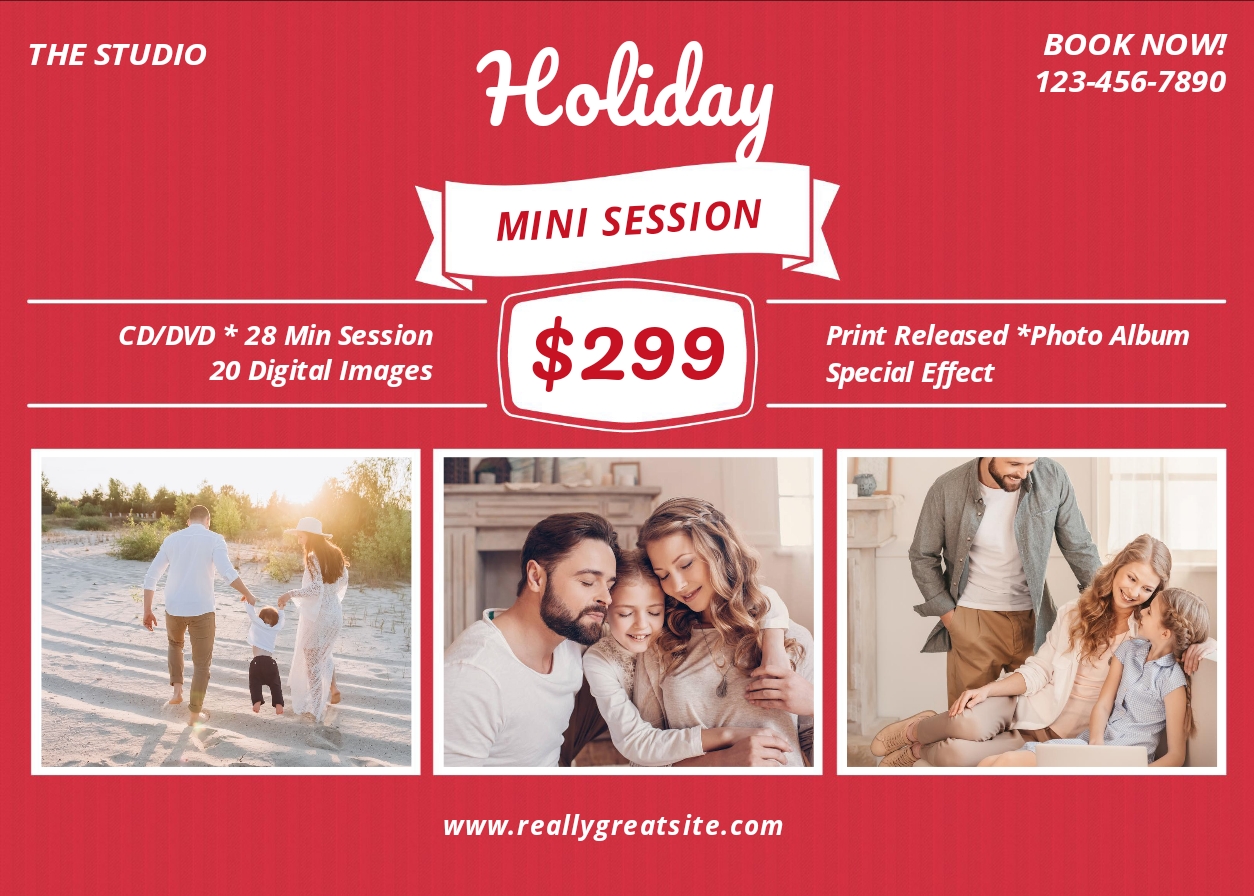 THE STUDIO
Holiday
BOOK NOW!
123-456-7890
MINI SESSION
CD/DVD * 28 Min Session
20 Digital Images
$299
Print Released *Photo Album
Special Effect
www.reallygreatsite.com